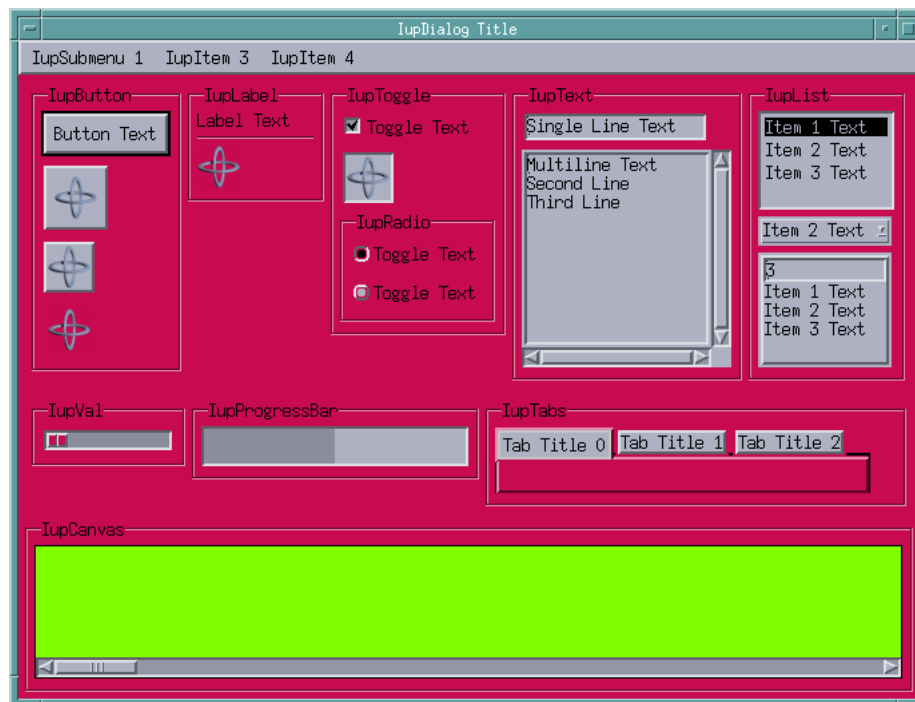 IupDialog Title
IupSubmenu 1 IupItem 3 IupItem 4
IupButton
Button Text
IupLabel
Label Text
IupToggle
Toggle Text
IupRadio
Toggle Text
Toggle Text
IupText
Single Line Text
Multiline Text
Second Line
Third Line
IupList
Item 1 Text
Item 2 Text
Item 3 Text
Item 2 Text
3
Item 1 Text
Item 2 Text
Item 3 Text
IupVal
IupProgressBar
IupTabs
Tab Title 0 Tab Title 1 Tab Title 2
IupCanvas